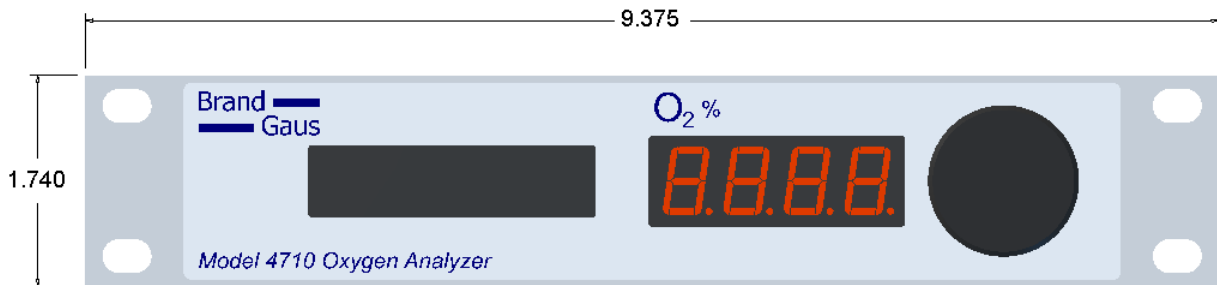 9.375
Brand
Gaus
O₂ %
8.8.8.8.
1.740
Model 4710 Oxygen Analyzer